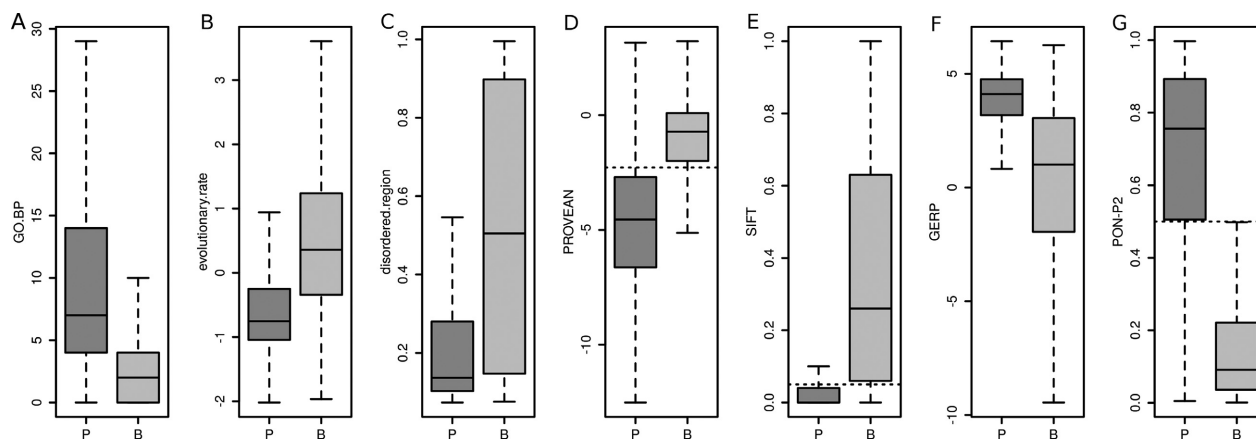 A
GO.BP
30
25
20
15
10
5
0
P B
B
evolutionary.rate
3
2
1
0
-1
-2
P B
C
disordered.region
1.0
0.8
0.6
0.4
0.2
P B
D
PROVEAN
0
-5
-10
P B
E
SIFT
1.0
0.8
0.6
0.4
0.2
0.0
P B
F
GERP
5
0
-5
-10
P B
G
PON-P2
1.0
0.8
0.6
0.4
0.2
0.0
P B